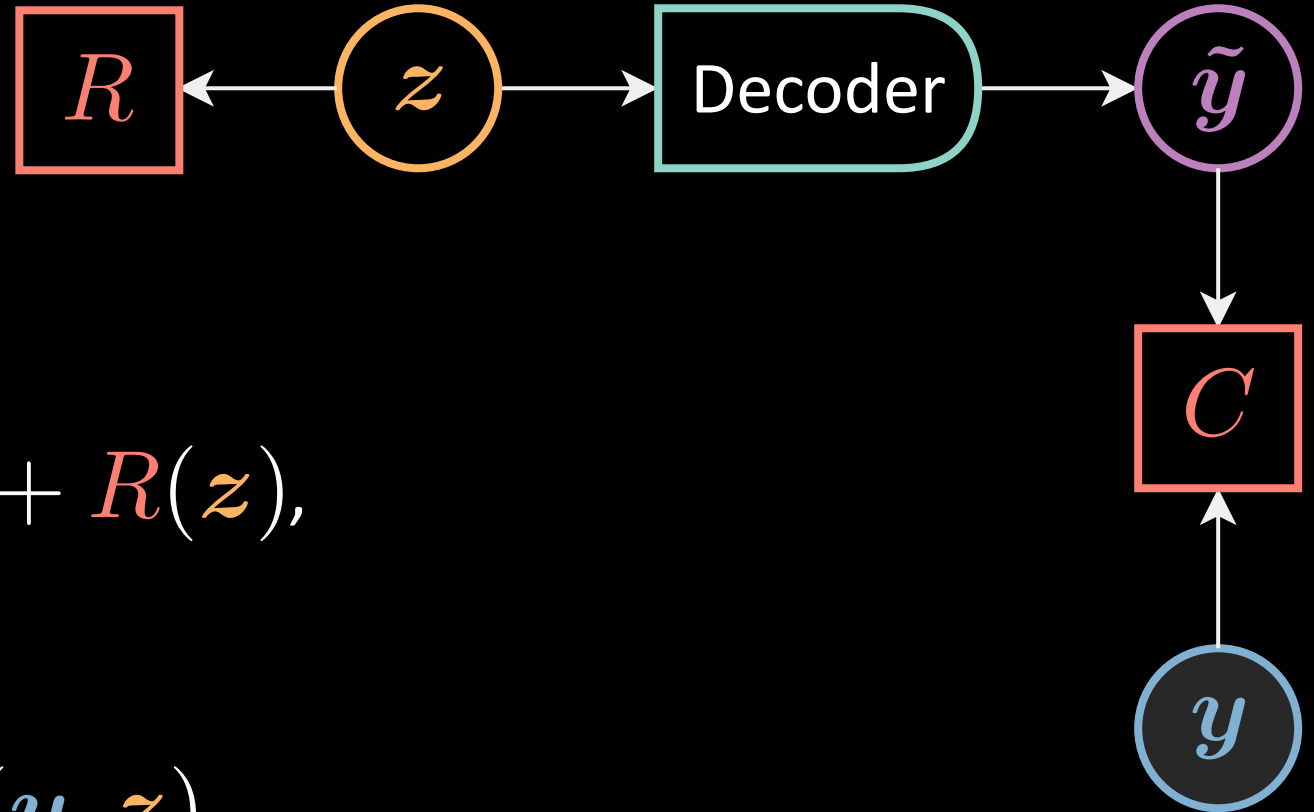 R z Decoder ỹ
C
+ R(z),
y
(y, z)